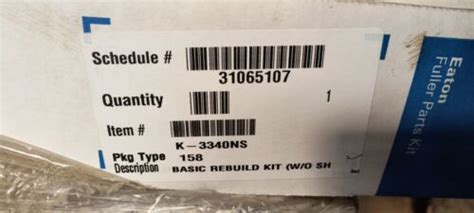 Schedule #
31065107
Quantity 1
Item #
K-3340NS
Pkg Type 158
Description BASIC REBUILD KIT (W/O SH
Eaton
Fuller Parts Kit